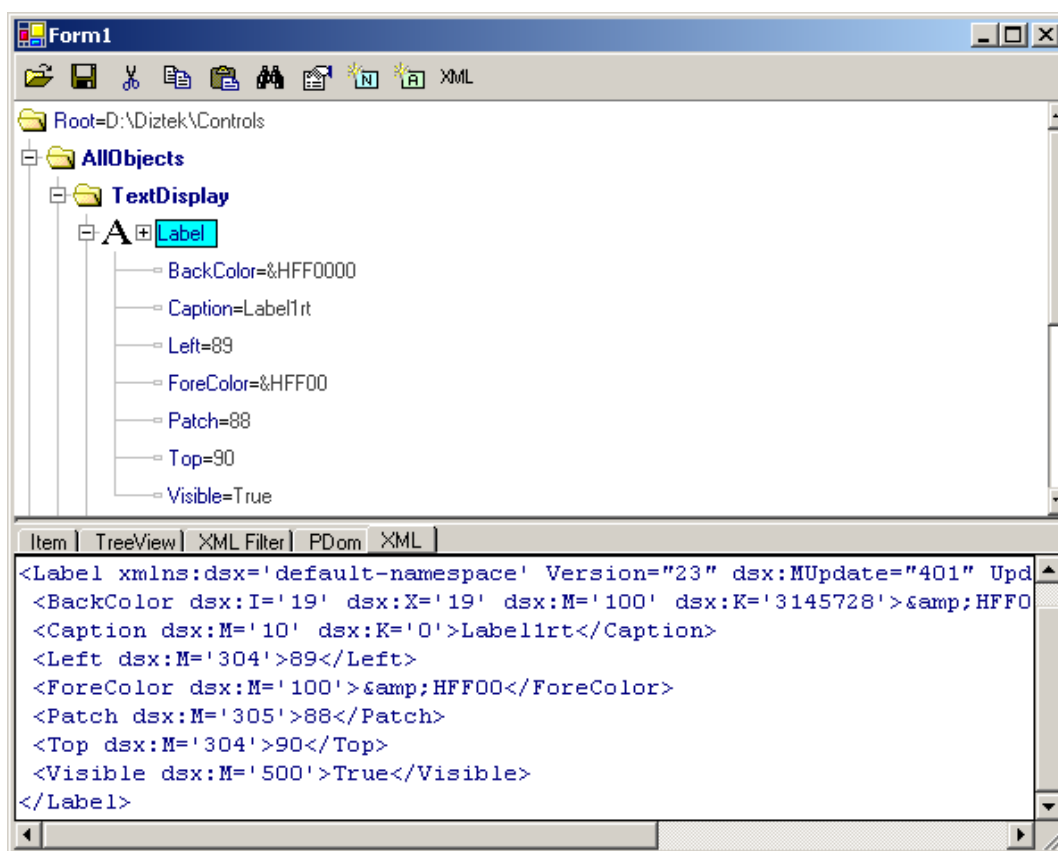 Form1
XML
Root=D:\Diztek\Controls
AllObjects
TextDisplay
A Label
BackColor=&HFF0000
Caption=Label1rt
Left=89
ForeColor=&HFF00
Patch=88
Top=90
Visible=True
Item TreeView XML Filter PDom XML
<Label xmlns:dsx='default-namespace' Version="23" dsx:MUpdate="401" Upd
<BackColor dsx:I='19' dsx:X='19' dsx:M='100' dsx:K='3145728'>&amp;HFF0
<Caption dsx:M='10' dsx:K='0'>Label1rt</Caption>
<Left dsx:M='304'>89</Left>
<ForeColor dsx:M='100'>&amp;HFF00</ForeColor>
<Patch dsx:M='305'>88</Patch>
<Top dsx:M='304'>90</Top>
<Visible dsx:M='500'>True</Visible>
</Label>